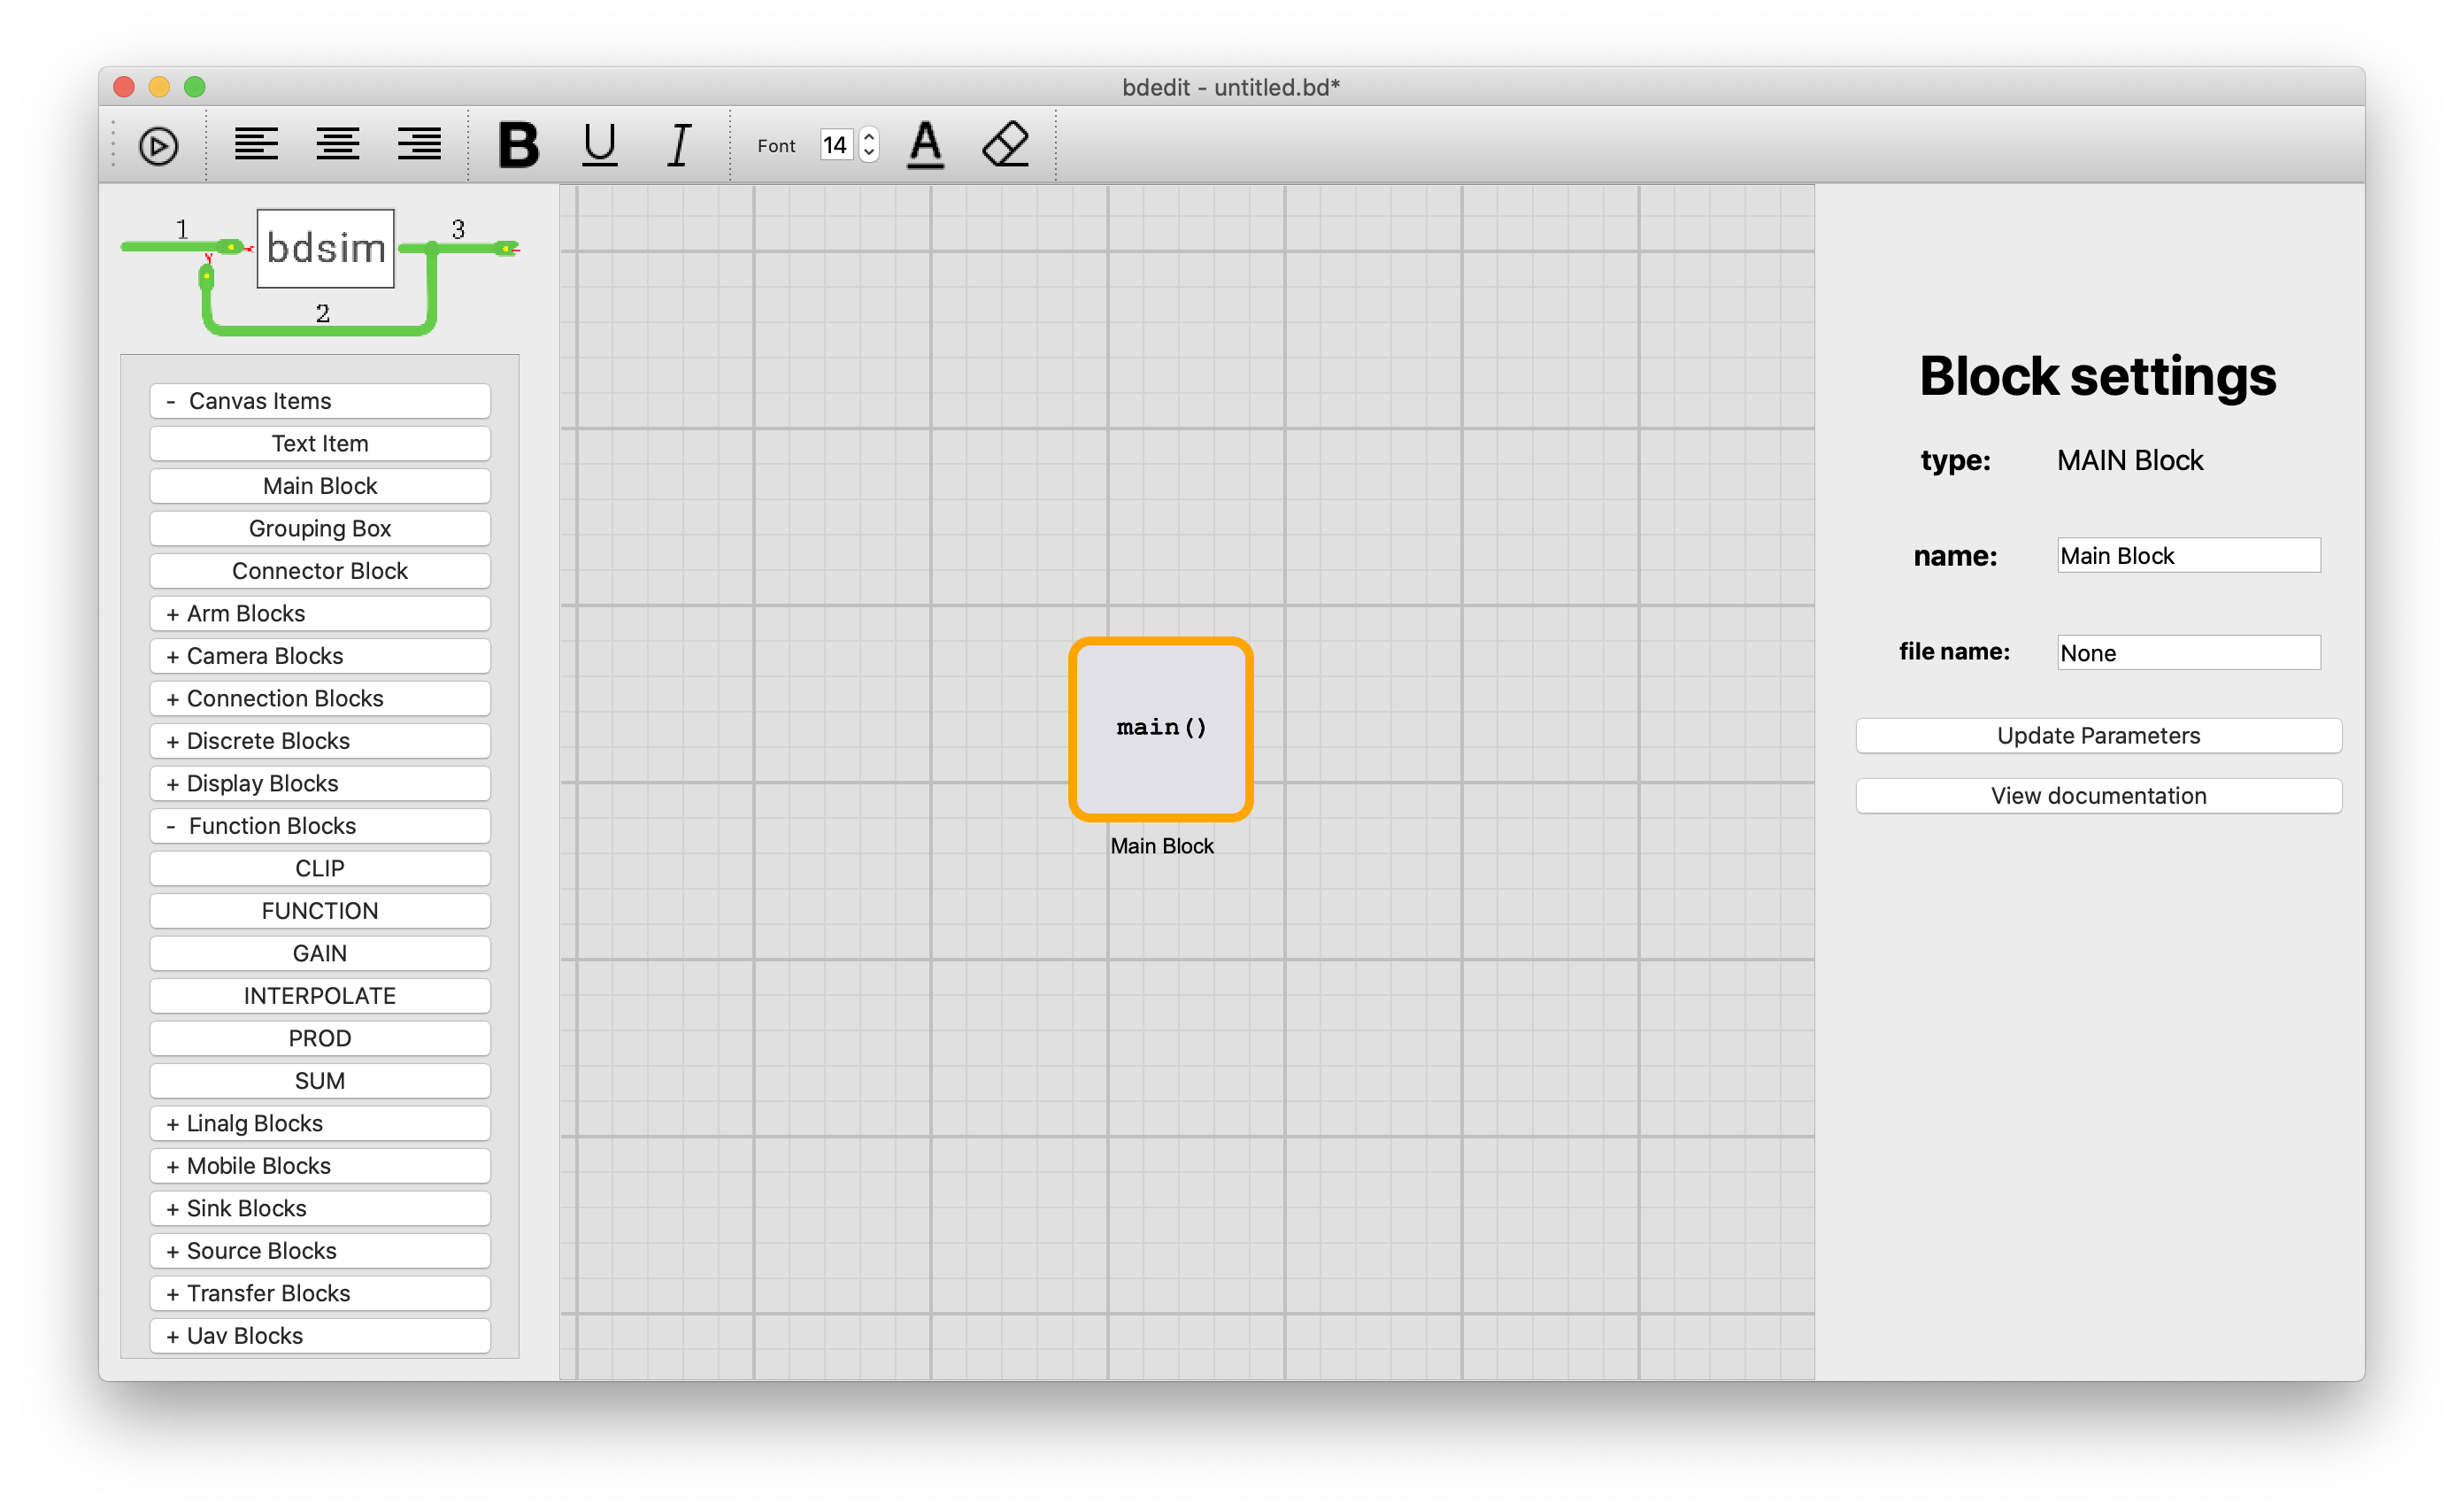 bdedit - untitled.bd*
B U I Font 14 A
1 bdsim 3
2
- Canvas Items
Text Item
Main Block
Grouping Box
Connector Block
+ Arm Blocks
+ Camera Blocks
+ Connection Blocks
+ Discrete Blocks
+ Display Blocks
- Function Blocks
CLIP
FUNCTION
GAIN
INTERPOLATE
PROD
SUM
+ Linalg Blocks
+ Mobile Blocks
+ Sink Blocks
+ Source Blocks
+ Transfer Blocks
+ Uav Blocks
main()
Main Block
Block settings
type: MAIN Block
name: Main Block
file name: None
Update Parameters
View documentation